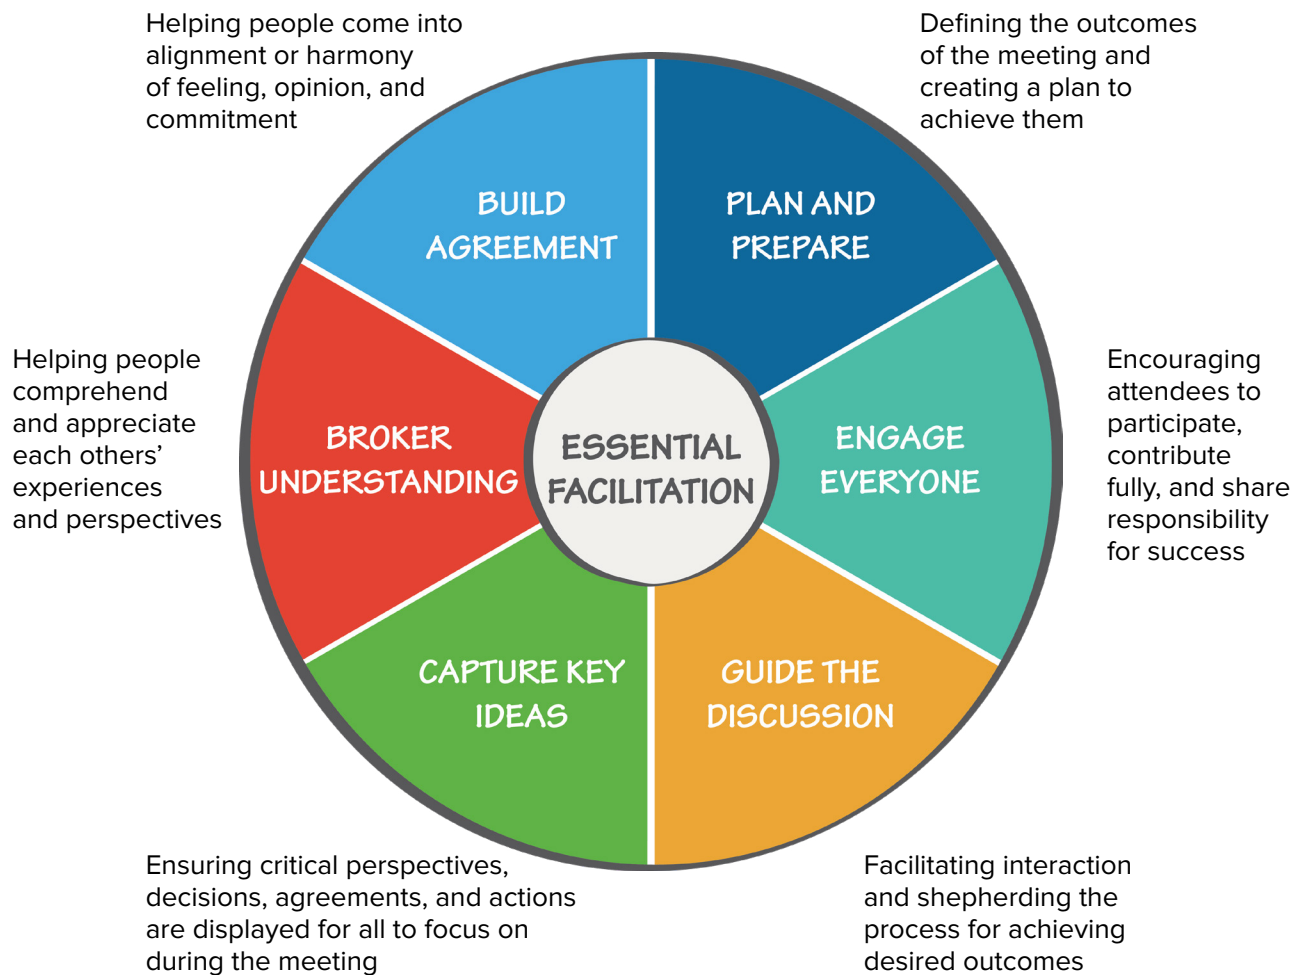 Helping people come into
alignment or harmony
of feeling, opinion, and
commitment
Defining the outcomes
of the meeting and
creating a plan to
achieve them
BUILD
AGREEMENT
PLAN AND
PREPARE
Helping people
comprehend
and appreciate
each others’
experiences
and perspectives
BROKER
UNDERSTANDING
ESSENTIAL
FACILITATION
ENGAGE
EVERYONE
Encouraging
attendees to
participate,
contribute
fully, and share
responsibility
for success
CAPTURE KEY
IDEAS
GUIDE THE
DISCUSSION
Ensuring critical perspectives,
decisions, agreements, and actions
are displayed for all to focus on
during the meeting
Facilitating interaction
and shepherding the
process for achieving
desired outcomes